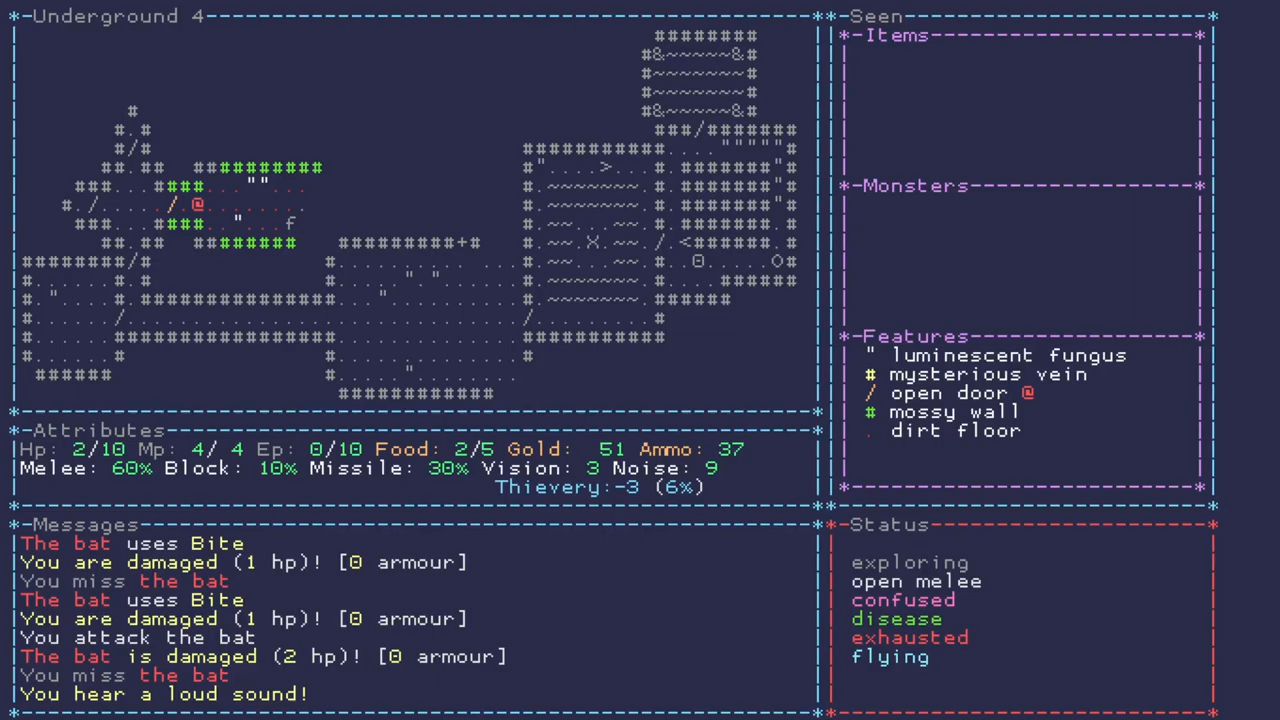 Underground 4
Seen
Items
Monsters
Features
" luminescent fungus
# mysterious vein
/ open door @
# mossy wall
. dirt floor
Attributes
Hp: 2/10 Mp: 4/ 4 Ep: 0/10 Food: 2/5 Gold: 51 Ammo: 37
Melee: 60% Block: 10% Missile: 30% Vision: 3 Noise: 9
Thievery:-3 (6%)
Messages
The bat uses Bite
You are damaged (1 hp)! [0 armour]
You miss the bat
The bat uses Bite
You are damaged (1 hp)! [0 armour]
You attack the bat
The bat is damaged (2 hp)! [0 armour]
You miss the bat
You hear a loud sound!
Status
exploring
open melee
confused
disease
exhausted
flying